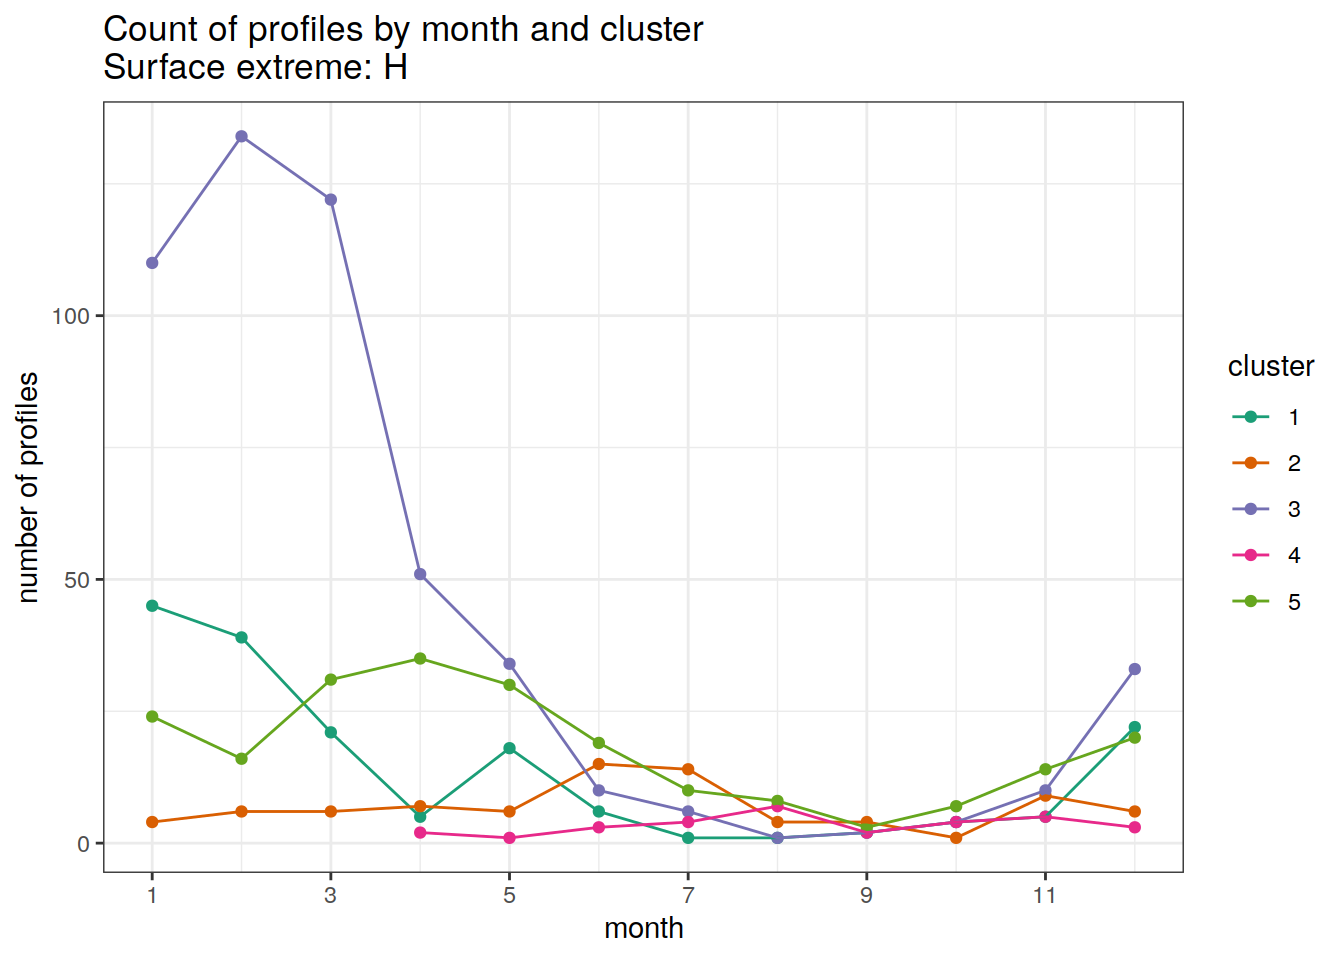 Count of profiles by month and cluster
Surface extreme: H
number of profiles
100
50
0
1 3 5 7 9 11
month
cluster
1
2
3
4
5